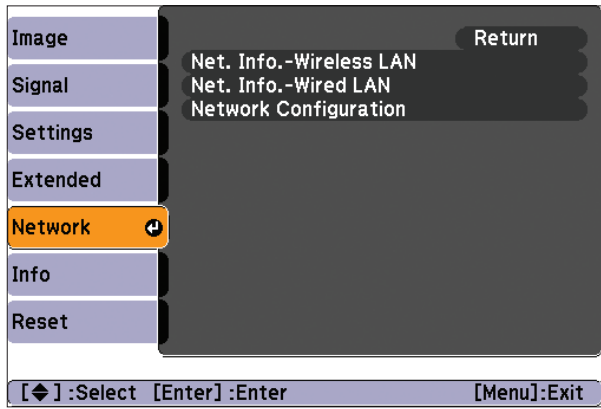 Image
Signal
Settings
Extended
Network
Info
Reset
Return
Net. Info.-Wireless LAN
Net. Info.-Wired LAN
Network Configuration
[◆] :Select [Enter] :Enter [Menu]:Exit